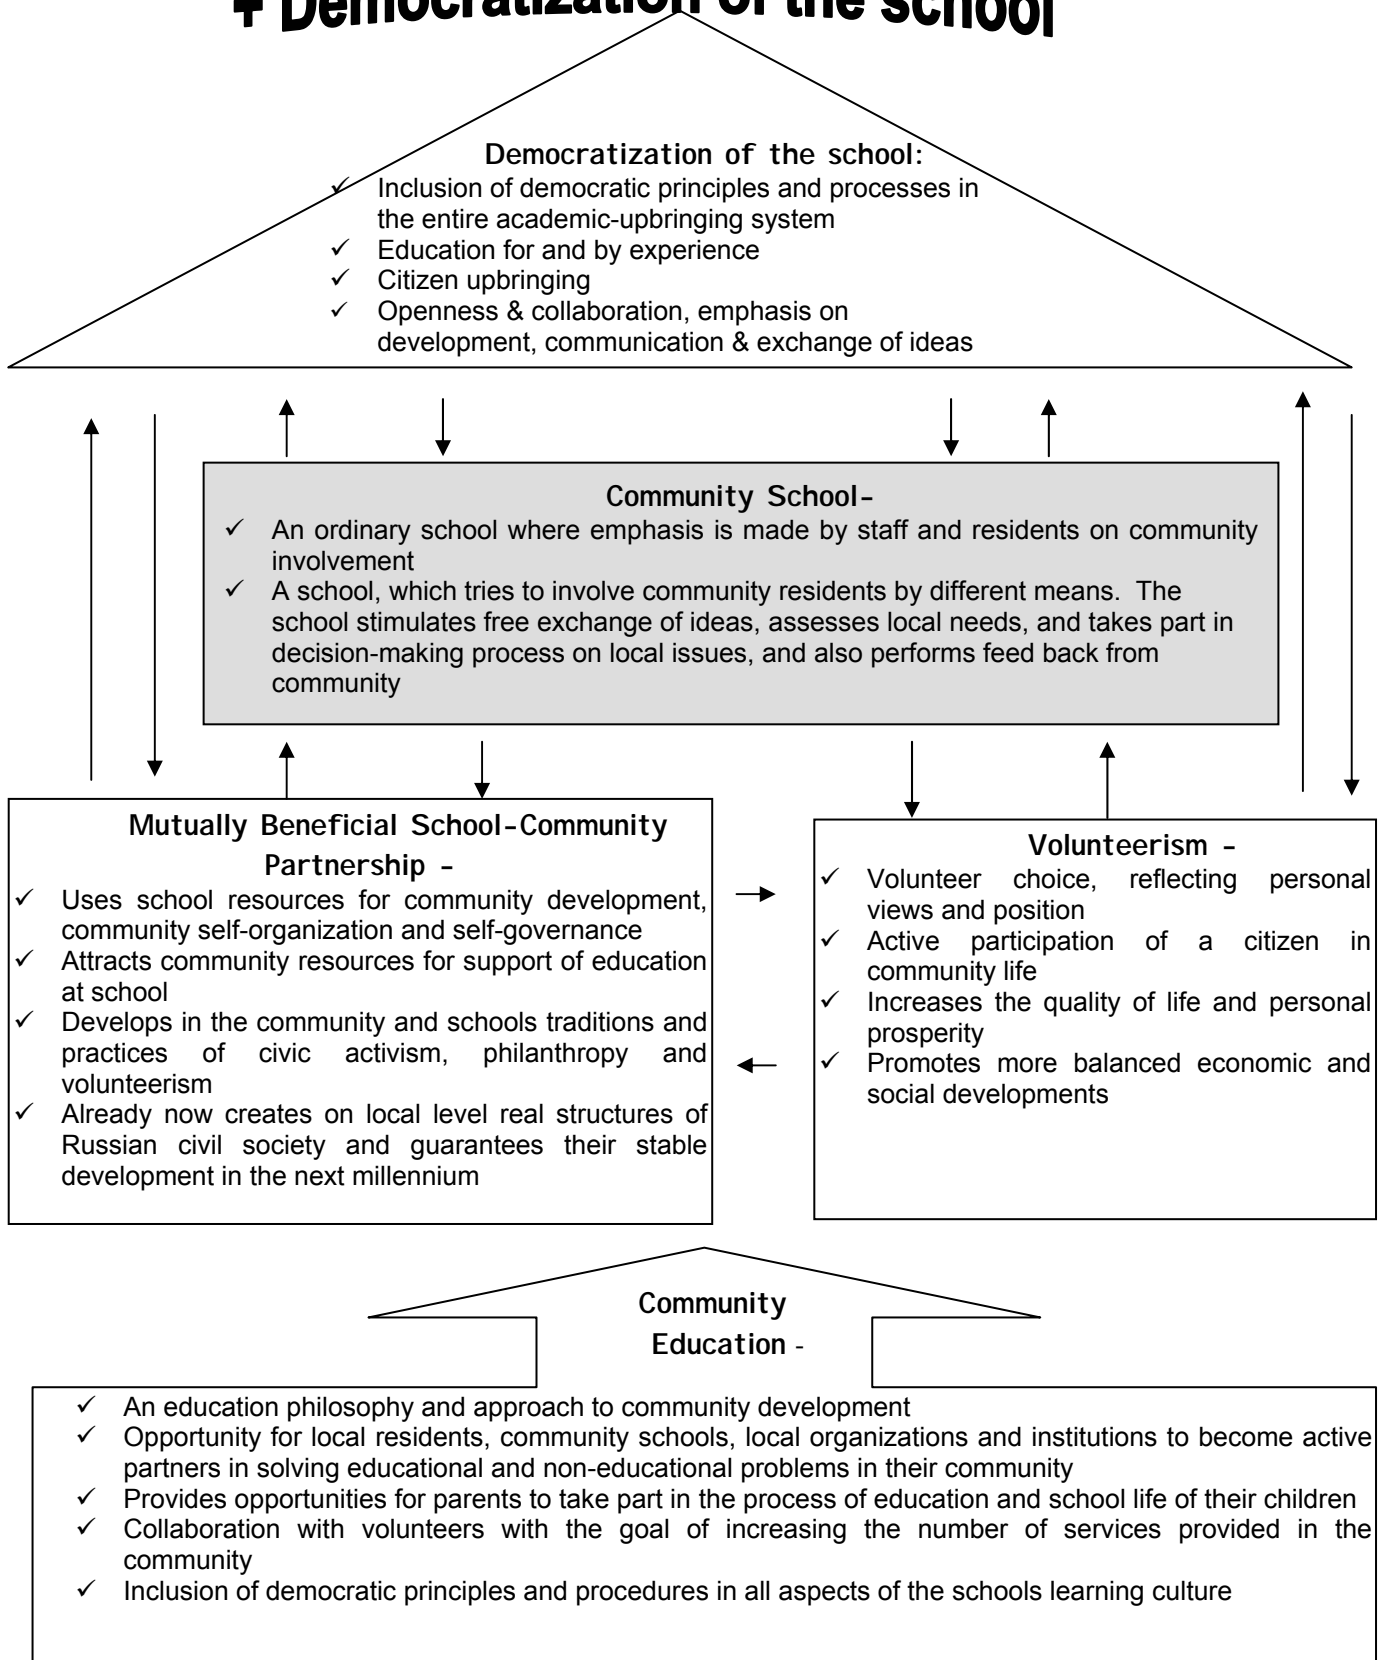 + Democratization of the school
Democratization of the school:
✓ Inclusion of democratic principles and processes in
the entire academic-upbringing system
✓ Education for and by experience
✓ Citizen upbringing
✓ Openness & collaboration, emphasis on
development, communication & exchange of ideas
Community School-
✓ An ordinary school where emphasis is made by staff and residents on community
involvement
✓ A school, which tries to involve community residents by different means. The
school stimulates free exchange of ideas, assesses local needs, and takes part in
decision-making process on local issues, and also performs feed back from
community
Mutually Beneficial School-Community
Partnership -
✓ Uses school resources for community development,
community self-organization and self-governance
✓ Attracts community resources for support of education
at school
✓ Develops in the community and schools traditions and
practices of civic activism, philanthropy and
volunteerism
✓ Already now creates on local level real structures of
Russian civil society and guarantees their stable
development in the next millennium
Volunteerism -
✓ Volunteer choice, reflecting personal
views and position
✓ Active participation of a citizen in
community life
✓ Increases the quality of life and personal
prosperity
✓ Promotes more balanced economic and
social developments
Community
Education -
✓ An education philosophy and approach to community development
✓ Opportunity for local residents, community schools, local organizations and institutions to become active
partners in solving educational and non-educational problems in their community
✓ Provides opportunities for parents to take part in the process of education and school life of their children
✓ Collaboration with volunteers with the goal of increasing the number of services provided in the
community
✓ Inclusion of democratic principles and procedures in all aspects of the schools learning culture